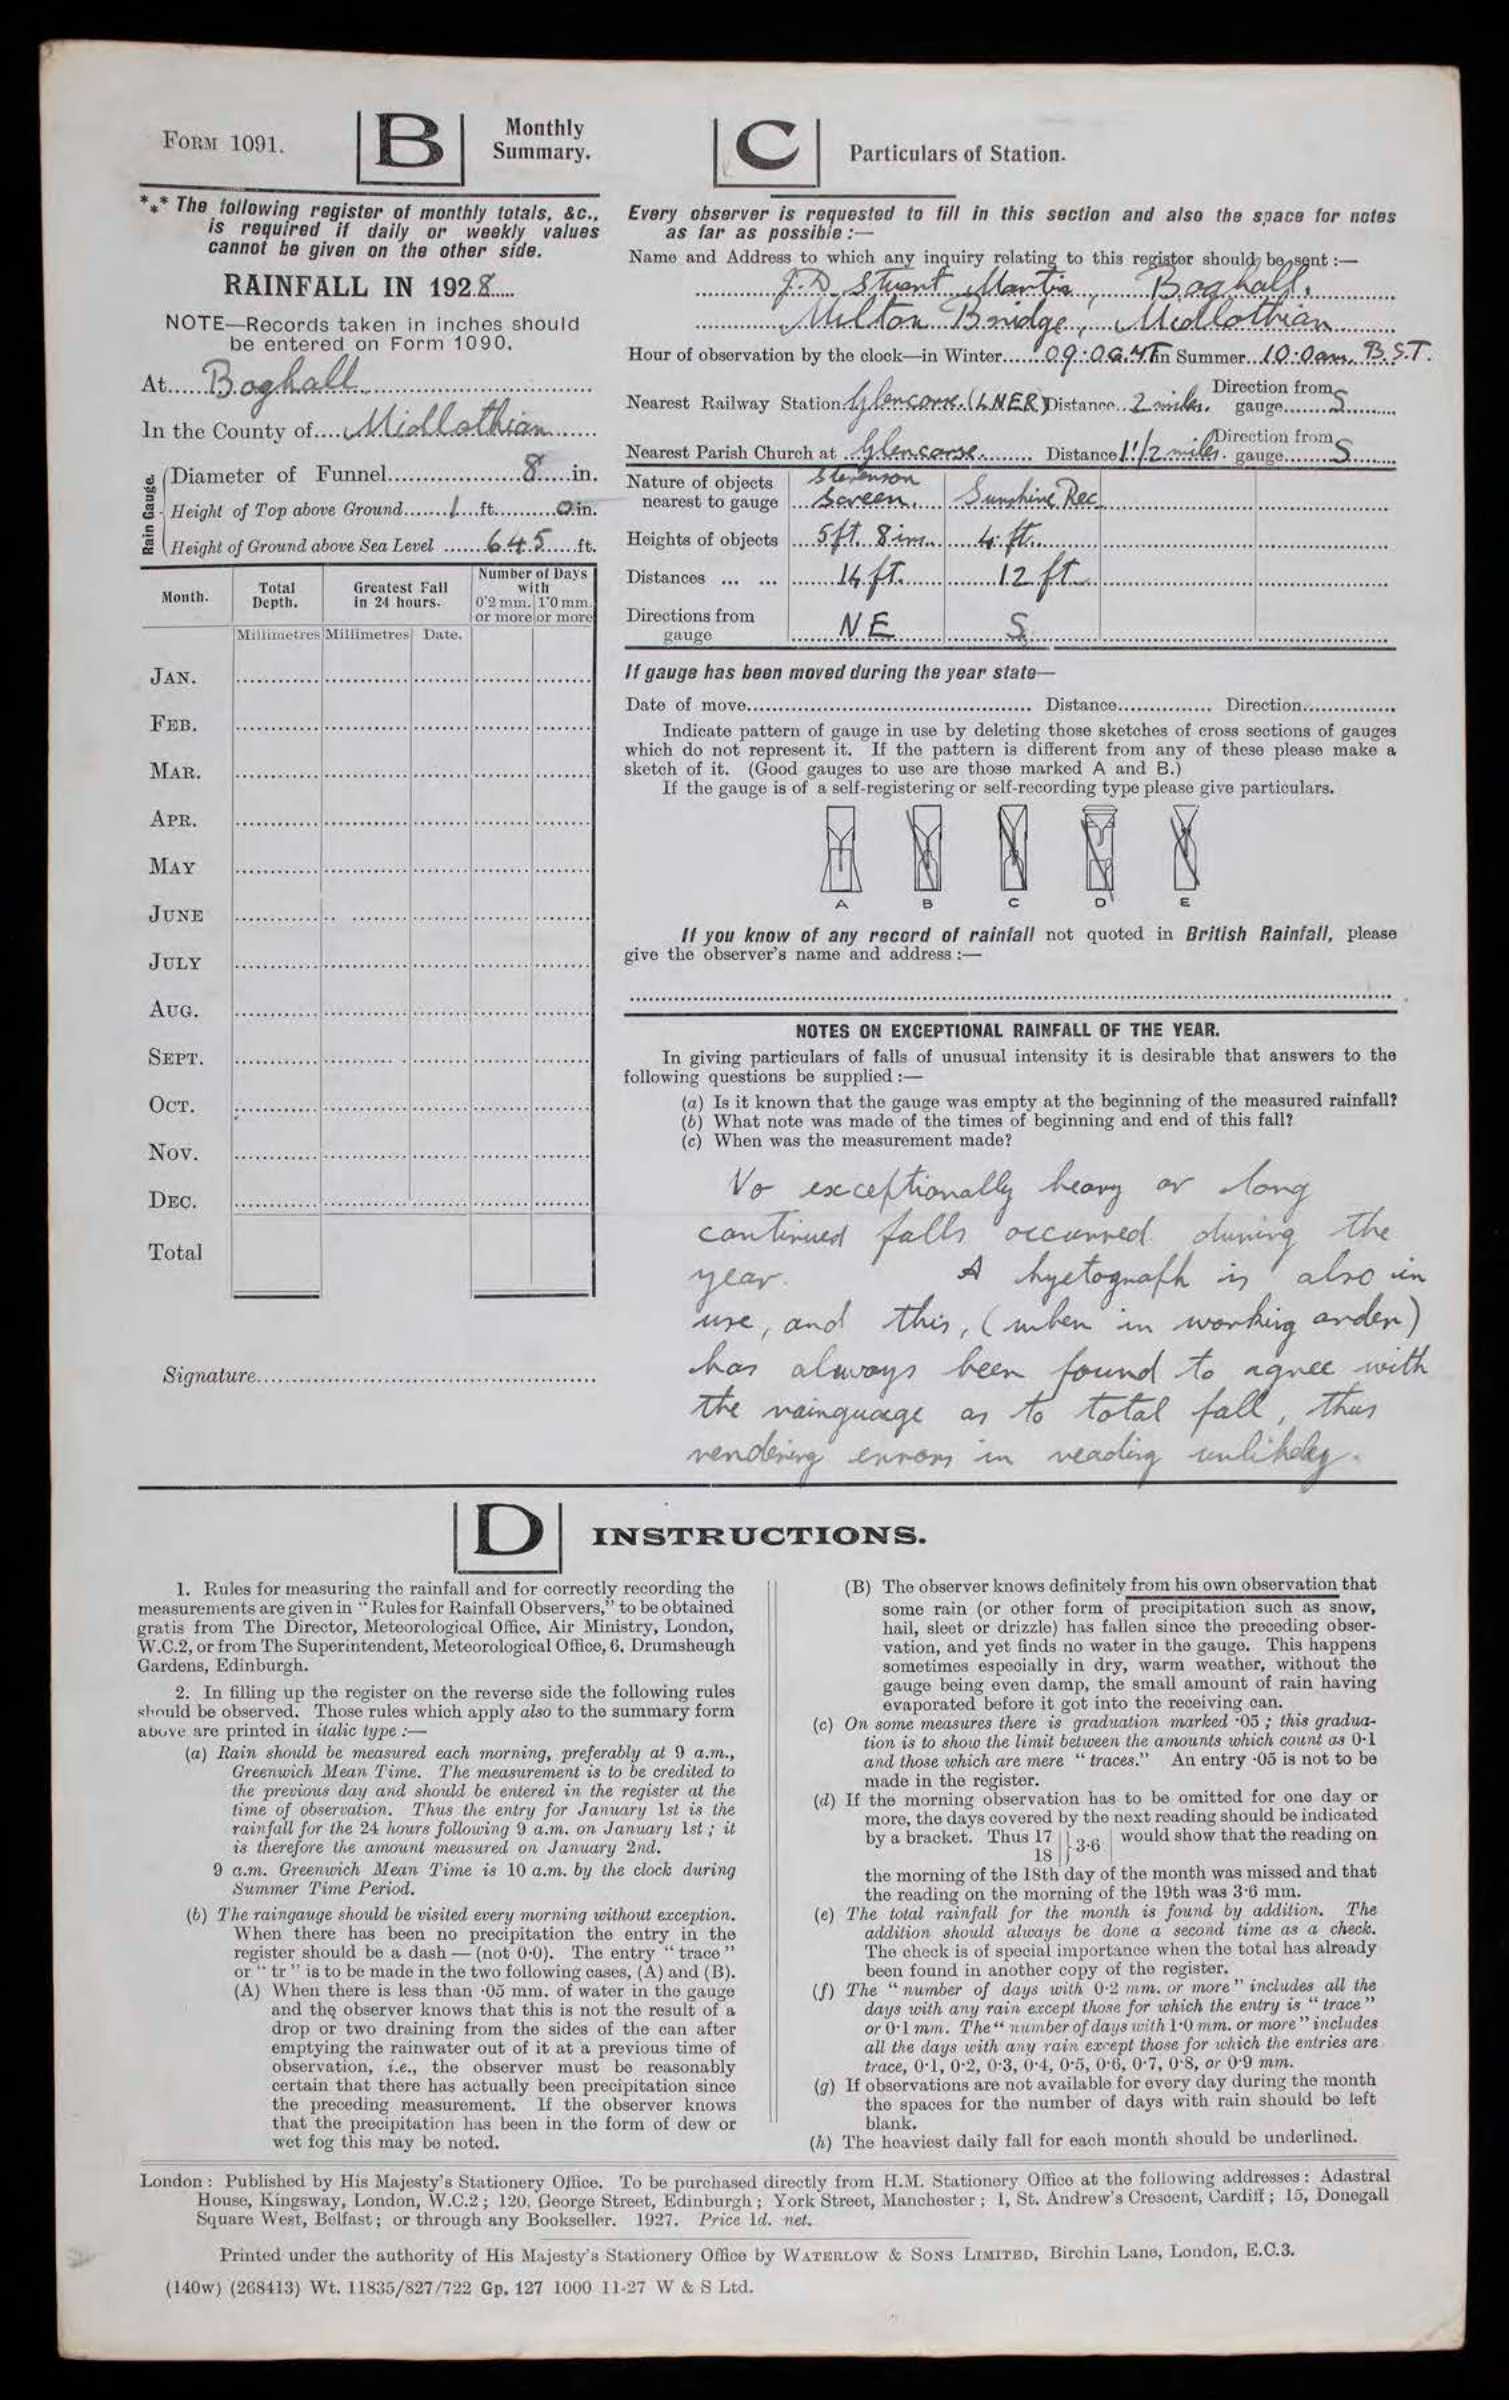 FORM 1091.
B
Monthly
Summary.
*** The following register of monthly totals, &c.,
is required if daily or weekly values
cannot be given on the other side.
RAINFALL IN 1928
NOTE—Records taken in inches should
be entered on Form 1090.
At Boghall
In the County of Midlothian
Rain Gauge.
Diameter of Funnel 8 in.
Height of Top above Ground 1 ft. 0 in.
Height of Ground above Sea Level 645 ft.
Month. Total Depth. Greatest Fall in 24 hours. Number of Days with
0·2 mm. or more 1·0 mm. or more
Millimetres Millimetres Date.
JAN.
FEB.
MAR.
APR.
MAY
JUNE
JULY
AUG.
SEPT.
OCT.
NOV.
DEC.
Total
Signature
C
Particulars of Station.
Every observer is requested to fill in this section and also the space for notes
as far as possible :—
Name and Address to which any inquiry relating to this register should be sent :—
J.D. Stuart Martin, Boghall,
Milton Bridge, Midlothian
Hour of observation by the clock—in Winter 09:0 G.M.T in Summer 10:0am. B.S.T.
Nearest Railway Station Glencorse (LNER) Distance 2 miles. Direction from gauge S
Nearest Parish Church at Glencorse Distance 1 1/2 miles. Direction from gauge S
Nature of objects nearest to gauge Stevenson Screen. Sunshine Rec
Heights of objects 5ft. 8 ins. 4 ft.
Distances ... ... 14 ft. 12 ft.
Directions from gauge NE S
If gauge has been moved during the year state—
Date of move Distance Direction
Indicate pattern of gauge in use by deleting those sketches of cross sections of gauges
which do not represent it. If the pattern is different from any of these please make a
sketch of it. (Good gauges to use are those marked A and B.)
If the gauge is of a self-registering or self-recording type please give particulars.
A B C D E
If you know of any record of rainfall not quoted in British Rainfall, please
give the observer's name and address :—
NOTES ON EXCEPTIONAL RAINFALL OF THE YEAR.
In giving particulars of falls of unusual intensity it is desirable that answers to the
following questions be supplied :—
(a) Is it known that the gauge was empty at the beginning of the measured rainfall?
(b) What note was made of the times of beginning and end of this fall?
(c) When was the measurement made?
No exceptionally heavy or long
continued falls occurred during the
year. A hyetograph is also in
use, and this, (when in working order)
has always been found to agree with
the rainguage as to total fall, thus
rendering errors in reading unlikeley.
D INSTRUCTIONS.
1. Rules for measuring the rainfall and for correctly recording the
measurements are given in "Rules for Rainfall Observers," to be obtained
gratis from The Director, Meteorological Office, Air Ministry, London,
W.C.2, or from The Superintendent, Meteorological Office, 6, Drumsheugh
Gardens, Edinburgh.
2. In filling up the register on the reverse side the following rules
should be observed. Those rules which apply also to the summary form
above are printed in italic type :—
(a) Rain should be measured each morning, preferably at 9 a.m.,
Greenwich Mean Time. The measurement is to be credited to
the previous day and should be entered in the register at the
time of observation. Thus the entry for January 1st is the
rainfall for the 24 hours following 9 a.m. on January 1st ; it
is therefore the amount measured on January 2nd.
9 a.m. Greenwich Mean Time is 10 a.m. by the clock during
Summer Time Period.
(b) The raingauge should be visited every morning without exception.
When there has been no precipitation the entry in the
register should be a dash — (not 0·0). The entry "trace"
or "tr" is to be made in the two following cases, (A) and (B).
(A) When there is less than ·05 mm. of water in the gauge
and the observer knows that this is not the result of a
drop or two draining from the sides of the can after
emptying the rainwater out of it at a previous time of
observation, i.e., the observer must be reasonably
certain that there has actually been precipitation since
the preceding measurement. If the observer knows
that the precipitation has been in the form of dew or
wet fog this may be noted.
(B) The observer knows definitely from his own observation that
some rain (or other form of precipitation such as snow,
hail, sleet or drizzle) has fallen since the preceding obser-
vation, and yet finds no water in the gauge. This happens
sometimes especially in dry, warm weather, without the
gauge being even damp, the small amount of rain having
evaporated before it got into the receiving can.
(c) On some measures there is graduation marked ·05 ; this gradua-
tion is to show the limit between the amounts which count as 0·1
and those which are mere "traces." An entry ·05 is not to be
made in the register.
(d) If the morning observation has to be omitted for one day or
more, the days covered by the next reading should be indicated
by a bracket. Thus 17 18 } 3·6 would show that the reading on
the morning of the 18th day of the month was missed and that
the reading on the morning of the 19th was 3·6 mm.
(e) The total rainfall for the month is found by addition. The
addition should always be done a second time as a check.
The check is of special importance when the total has already
been found in another copy of the register.
(f) The "number of days with 0·2 mm. or more" includes all the
days with any rain except those for which the entry is "trace"
or 0·1 mm. The "number of days with 1·0 mm. or more" includes
all the days with any rain except those for which the entries are
trace, 0·1, 0·2, 0·3, 0·4, 0·5, 0·6, 0·7, 0·8, or 0·9 mm.
(g) If observations are not available for every day during the month
the spaces for the number of days with rain should be left
blank.
(h) The heaviest daily fall for each month should be underlined.
London : Published by His Majesty's Stationery Office. To be purchased directly from H.M. Stationery Office at the following addresses : Adastral
House, Kingsway, London, W.C.2 ; 120, George Street, Edinburgh ; York Street, Manchester ; 1, St. Andrew's Crescent, Cardiff ; 15, Donegall
Square West, Belfast ; or through any Bookseller. 1927. Price 1d. net.
Printed under the authority of His Majesty's Stationery Office by WATERLOW & SONS LIMITED, Birchin Lane, London, E.C.3.
(140w) (268413) Wt. 11835/827/722 Gp. 127 1000 11-27 W & S Ltd.